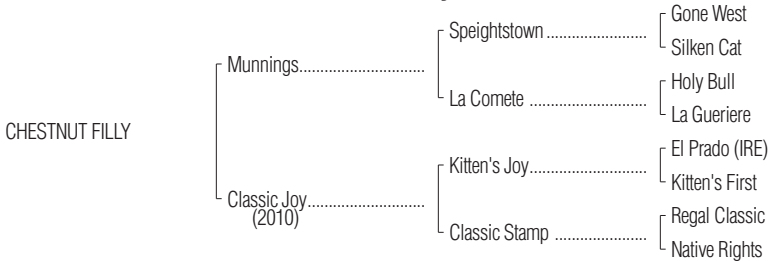 Gone West
Speightstown
Silken Cat
Munnings
Holy Bull
La Comete
La Gueriere
CHESTNUT FILLY
El Prado (IRE)
Kitten's Joy
Kitten's First
Classic Joy
(2010)
Regal Classic
Classic Stamp
Native Rights